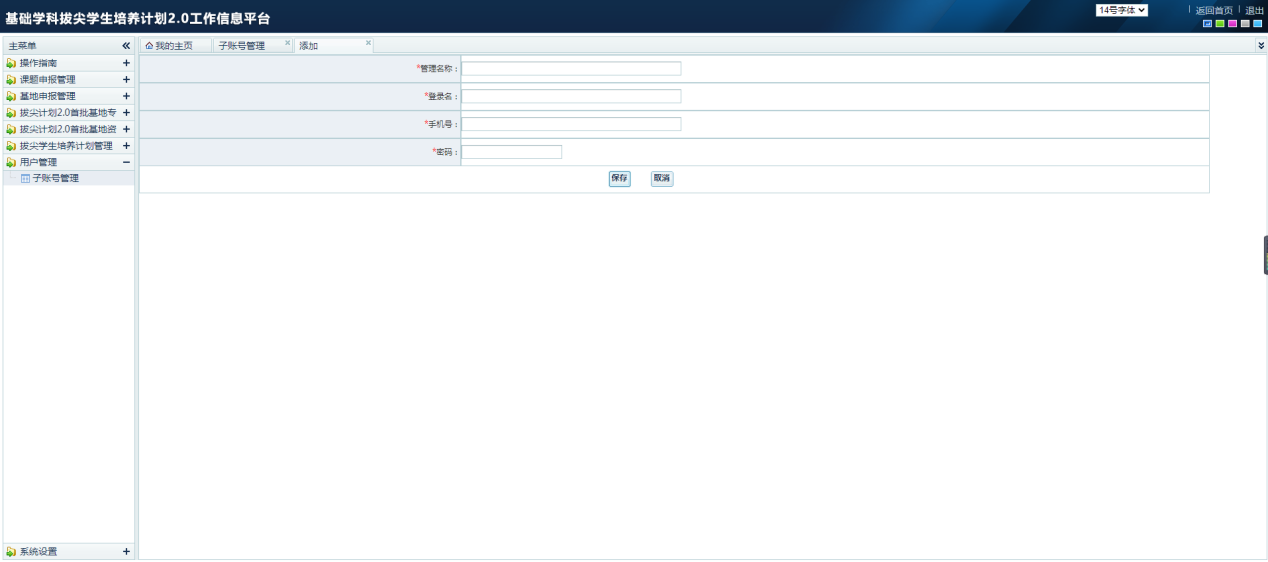 基础学科拔尖学生培养计划2.0工作信息平台
14号字体
返回首页 退出
主菜单
我的主页 子账号管理 添加
操作指南
课题申报管理
基地申报管理
拔尖计划2.0首批基地专
拔尖计划2.0首批基地资
拔尖学生培养计划管理
用户管理
子账号管理
系统设置
*管理名称：
*登录名：
*手机号：
*密码：
保存 取消